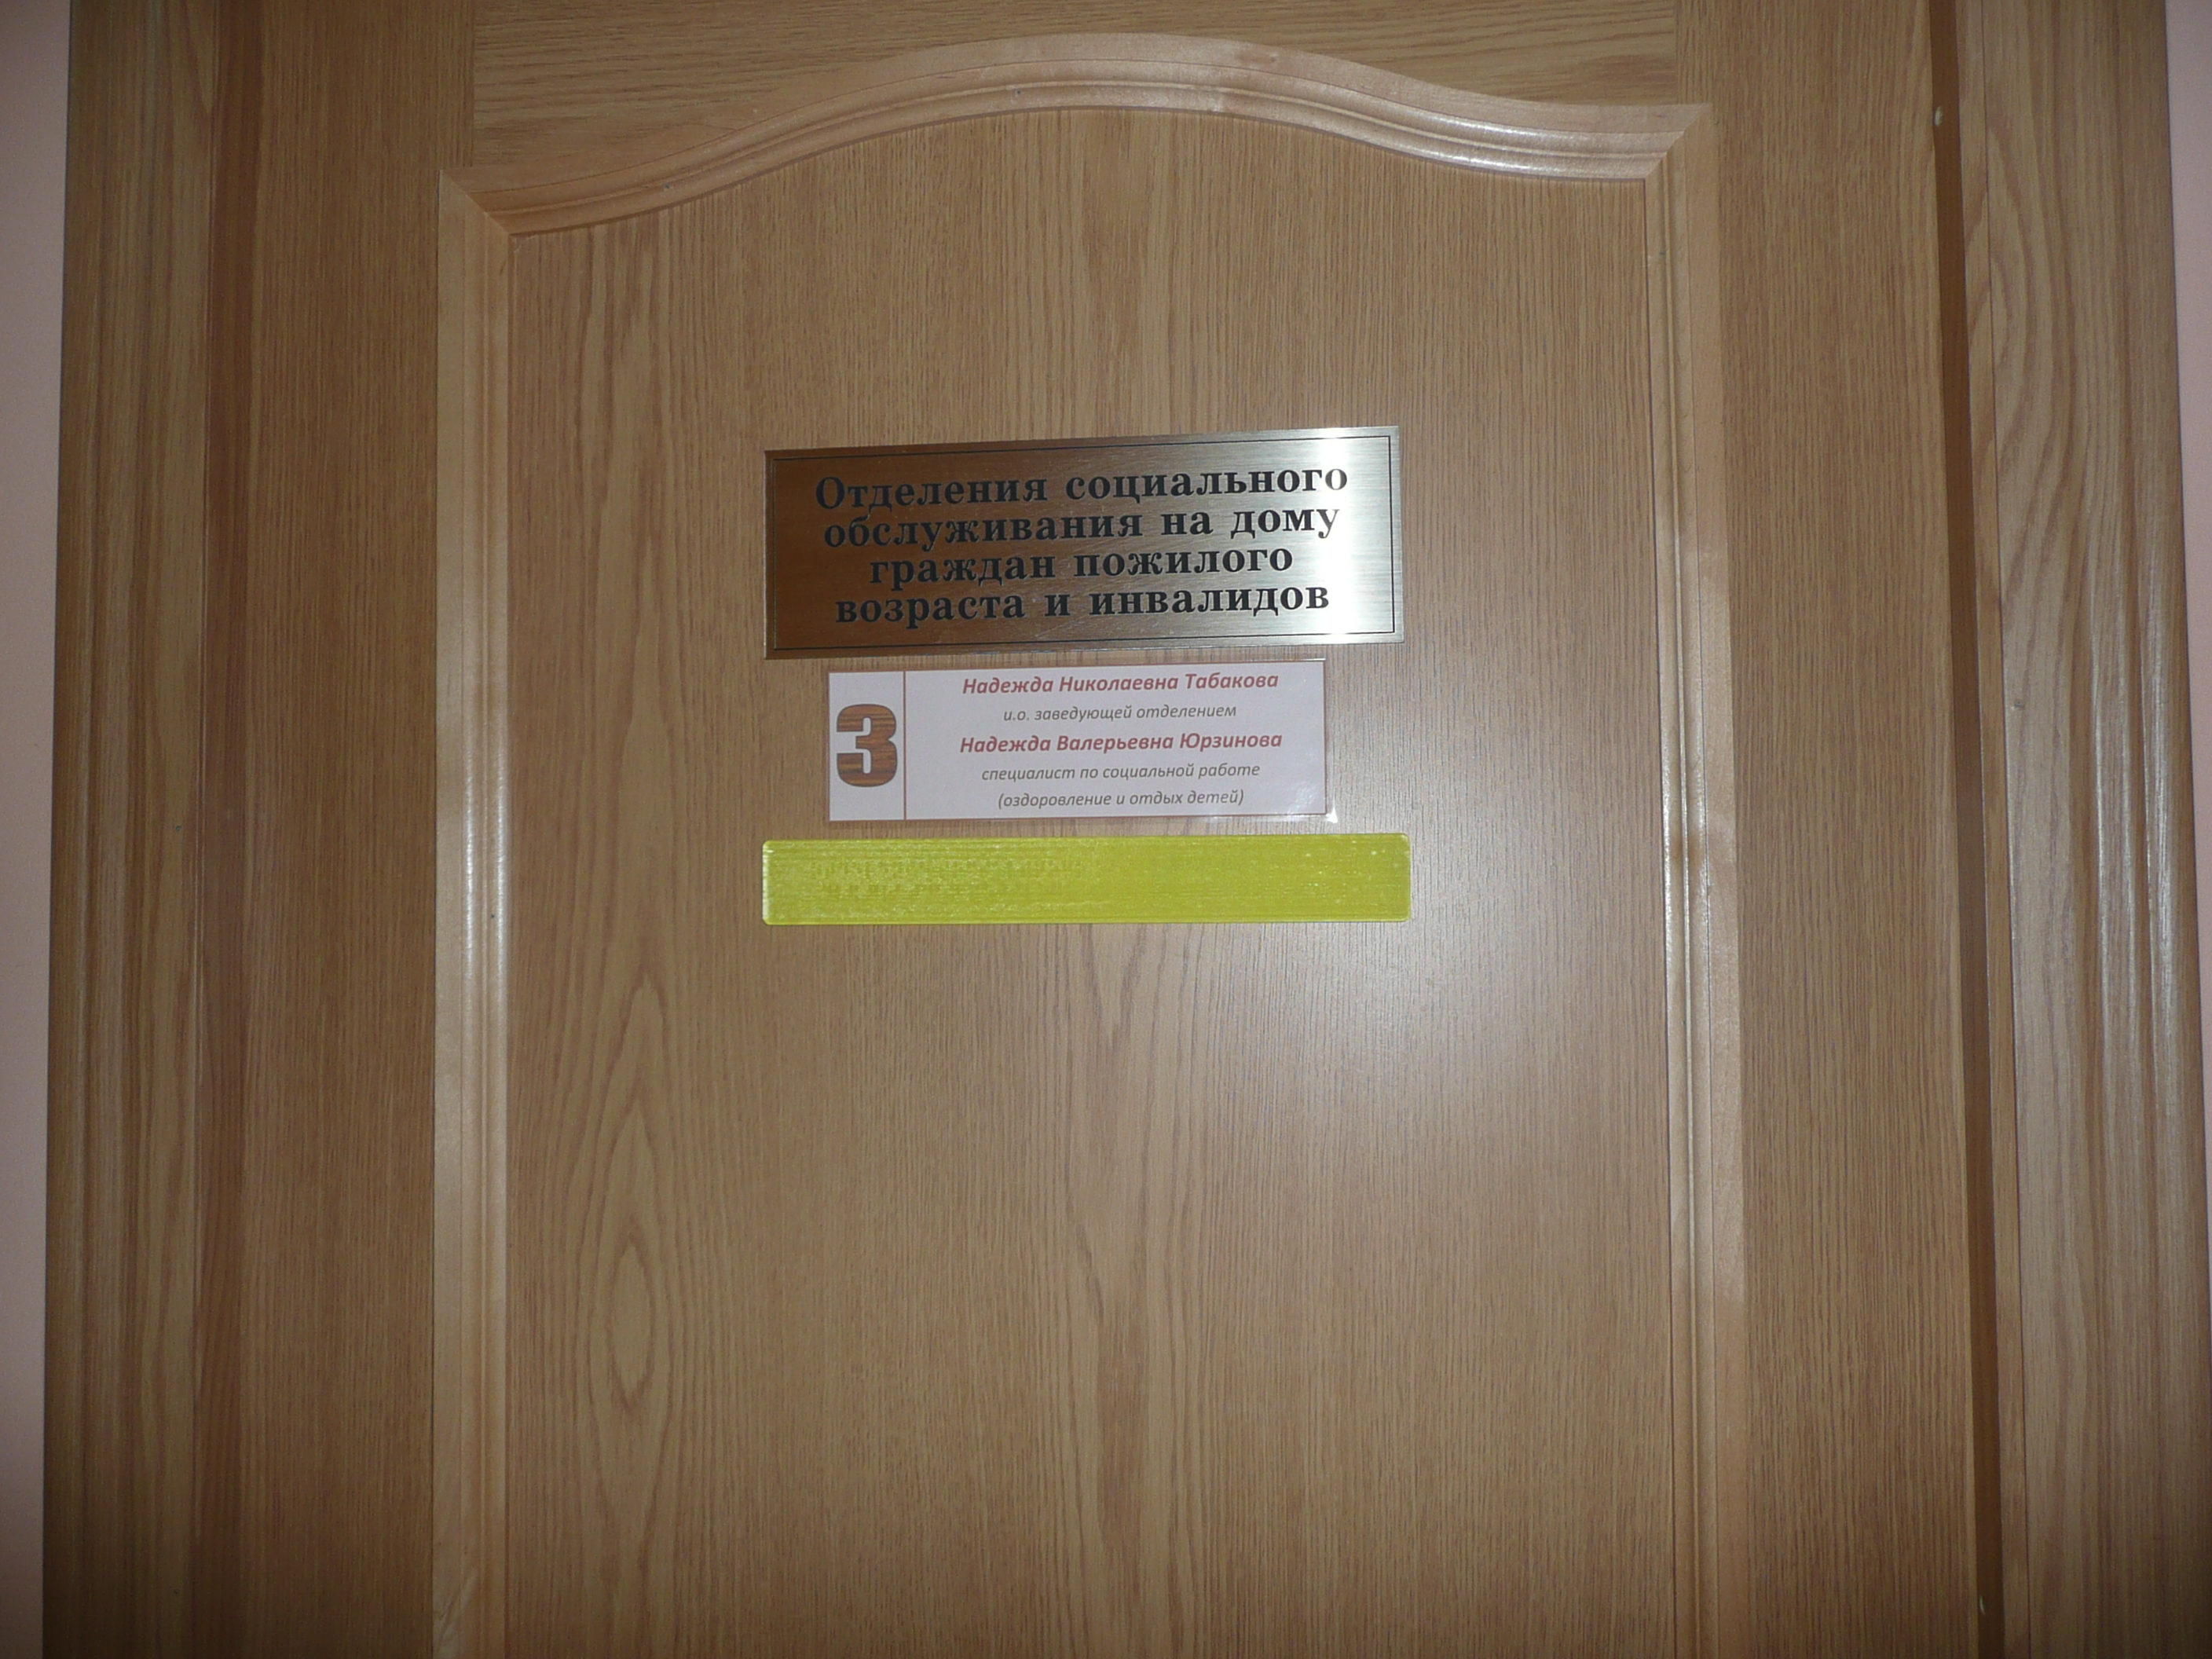 Отделения социального
обслуживания на дому
граждан пожилого
возраста и инвалидов
3
Надежда Николаевна Табакова
и.о. заведующей отделением
Надежда Валерьевна Юрзинова
специалист по социальной работе
(оздоровление и отдых детей)